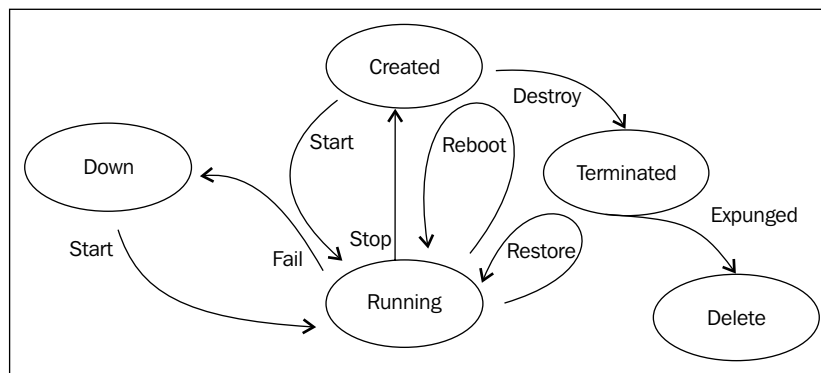 Created
Destroy
Start
Reboot
Down
Terminated
Expunged
Stop
Start
Fail
Restore
Running
Delete